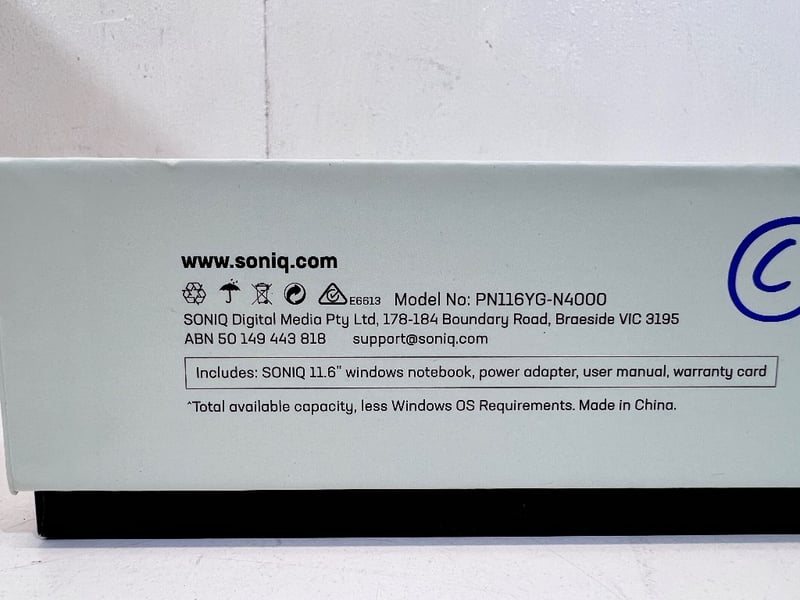 www.soniq.com
E6613 Model No: PN116YG-N4000
SONIQ Digital Media Pty Ltd, 178-184 Boundary Road, Braeside VIC 3195
ABN 50 149 443 818 support@soniq.com
Includes: SONIQ 11.6" windows notebook, power adapter, user manual, warranty card
^Total available capacity, less Windows OS Requirements. Made in China.
C